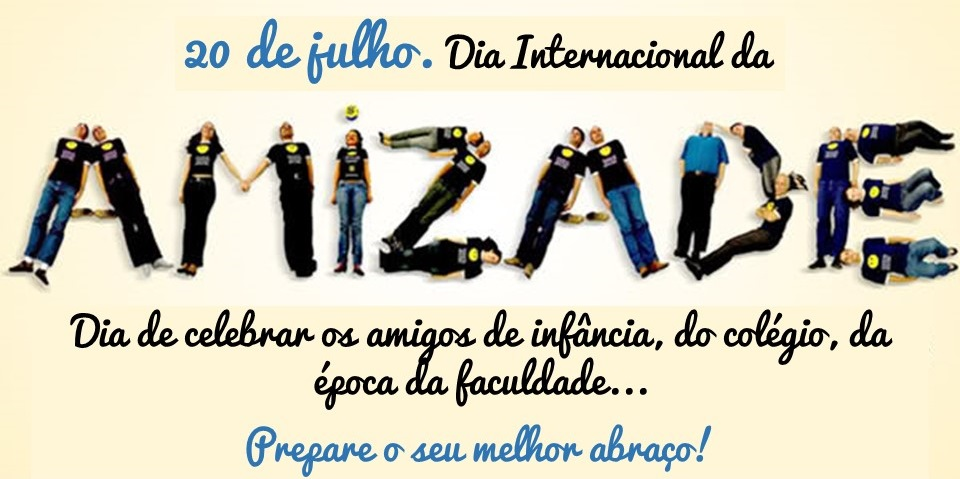 20 de julho. Dia Internacional da
AMiZADE
Dia de celebrar os amigos de infância, do colégio, da
época da faculdade...
Prepare o seu melhor abraço!